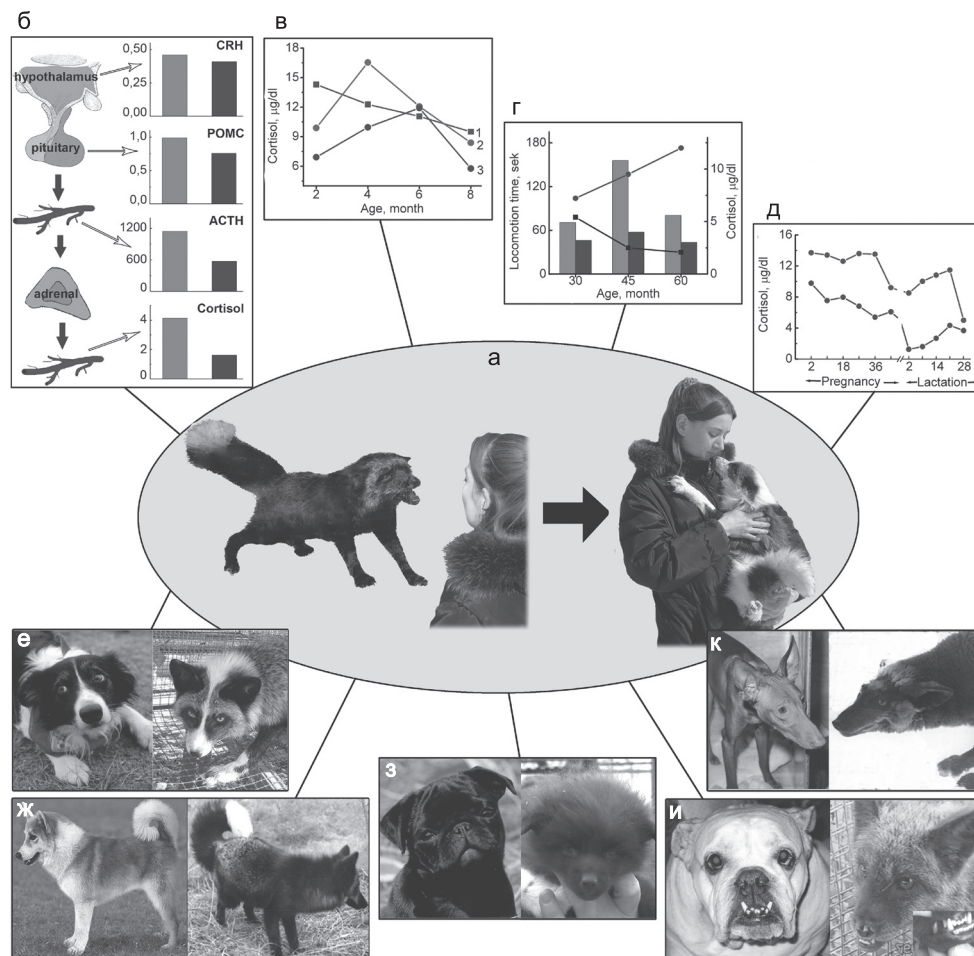 б
CRH
0,50
0,25
0,00
hypothalamus
POMC
1,0
0,5
0,0
pituitary
ACTH
1200
600
0
adrenal
Cortisol
4
2
0
в
Cortisol, µg/dl
18
15
12
9
6
1
2
3
2 4 6 8
Age, month
г
Locomotion time, sek
180
120
60
0
Cortisol, µg/dl
10
5
0
30 45 60
Age, month
д
Cortisol, µg/dl
16
12
8
4
0
2 18 36 2 14 28
Pregnancy Lactation
а
е
ж
з
и
к